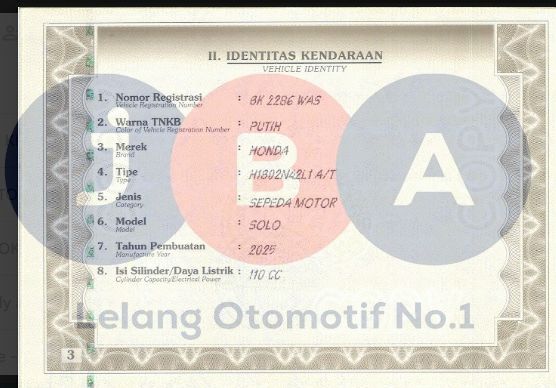 II. IDENTITAS KENDARAAN
VEHICLE IDENTITY
1. Nomor Registrasi : BK 2286 WAS
Vehicle Registration Number
2. Warna TNKB : PUTIH
Color of Vehicle Registration Number
3. Merek : HONDA
Brand
4. Tipe : H1B02N42L1 A/T
Type
5. Jenis : SEPEDA MOTOR
Category
6. Model : SOLO
Model
7. Tahun Pembuatan : 2025
Manufacture Year
8. Isi Silinder/Daya Listrik : 110 CC
Cylinder Capacity/Electrical Power
J B A
Lelang Otomotif No.1
3